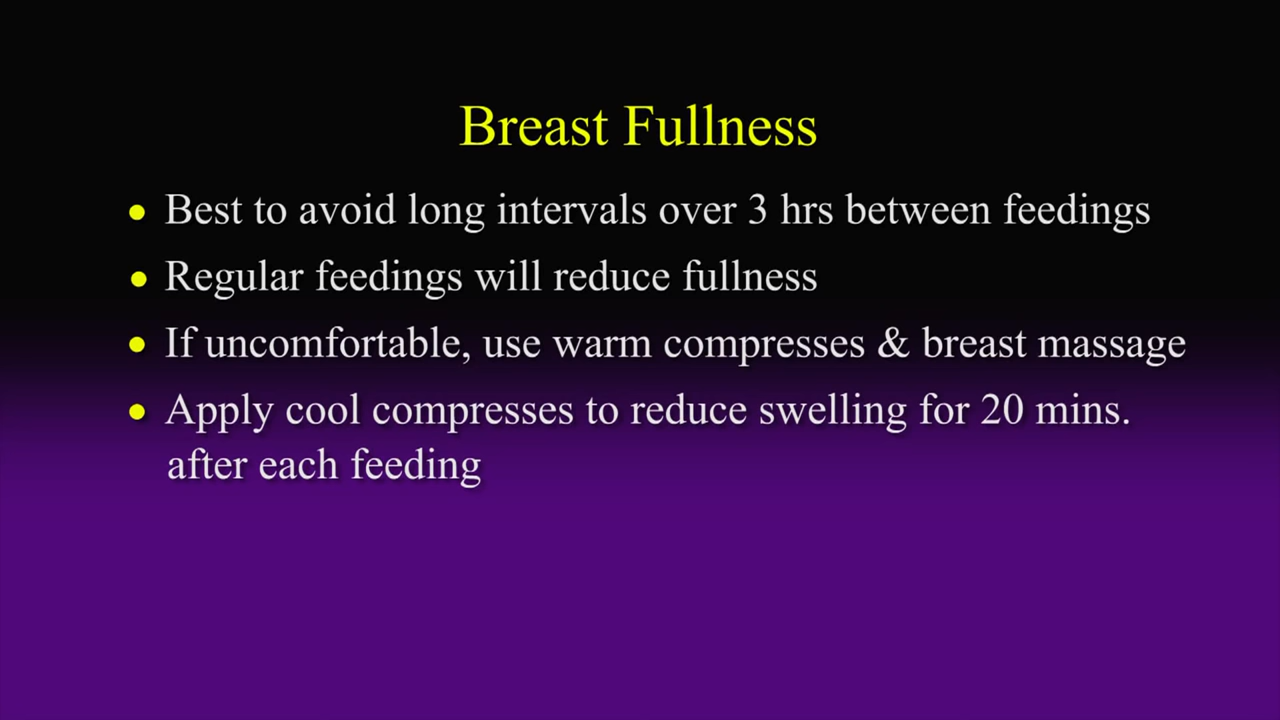 Breast Fullness
• Best to avoid long intervals over 3 hrs between feedings
• Regular feedings will reduce fullness
• If uncomfortable, use warm compresses & breast massage
• Apply cool compresses to reduce swelling for 20 mins.
after each feeding